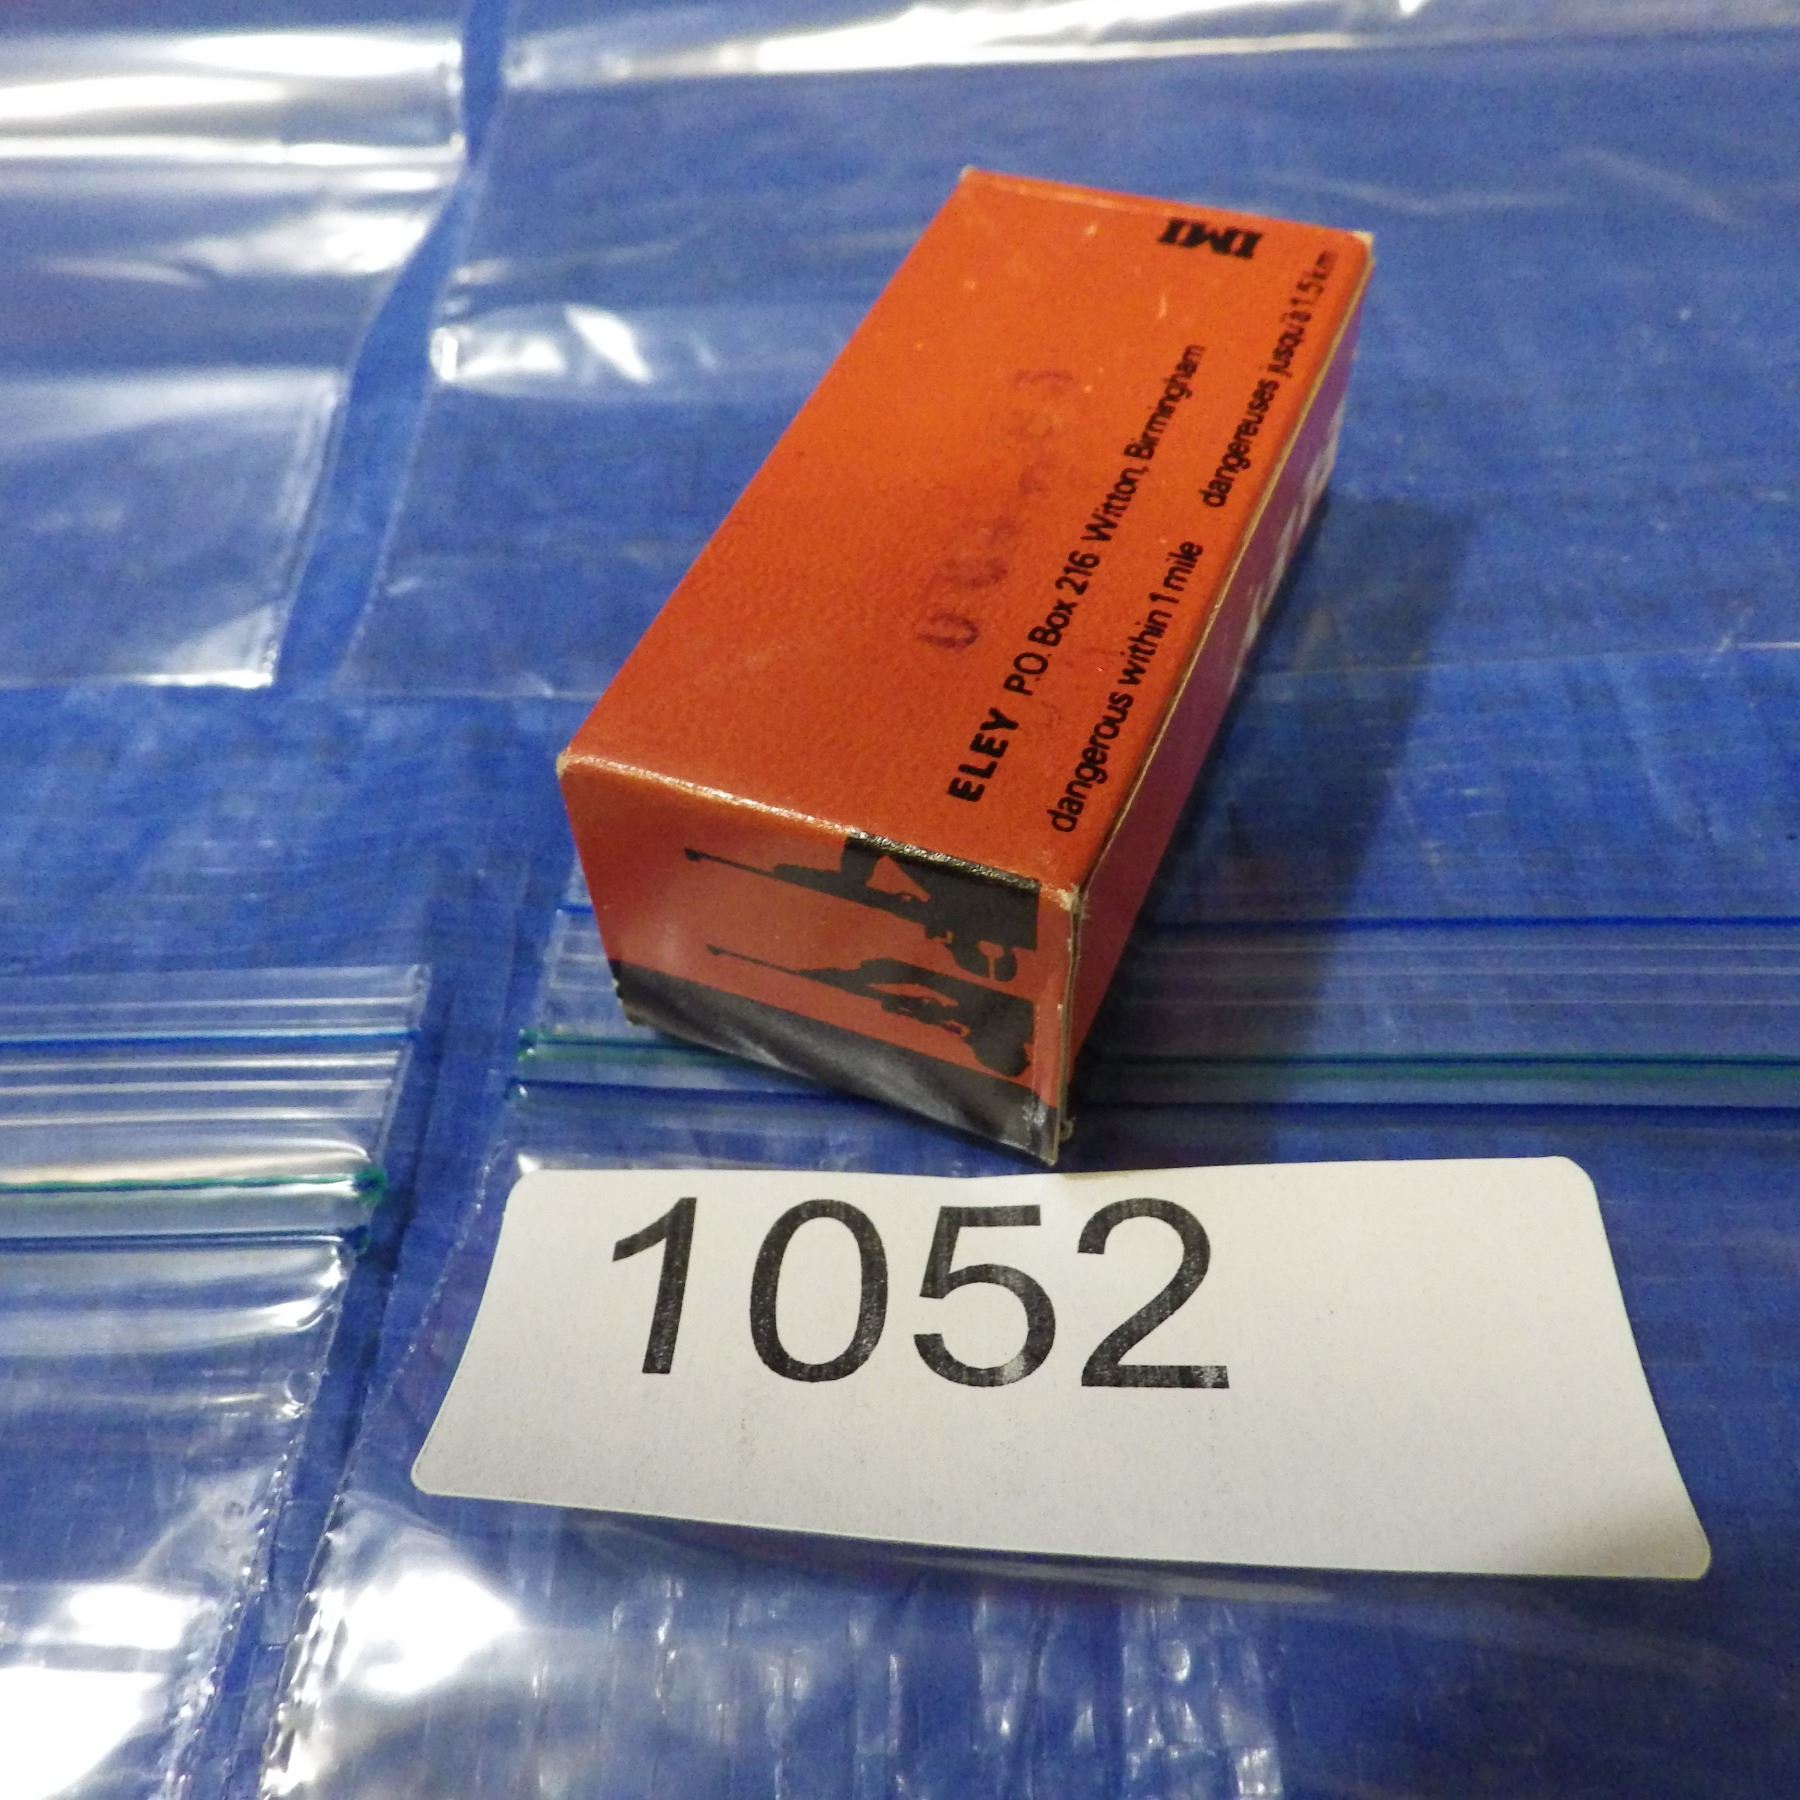 IMI
ELEY P.O. Box 216 Witton, Birmingham
dangerous within 1 mile dangereuses jusqu'à 1.5 km
1052